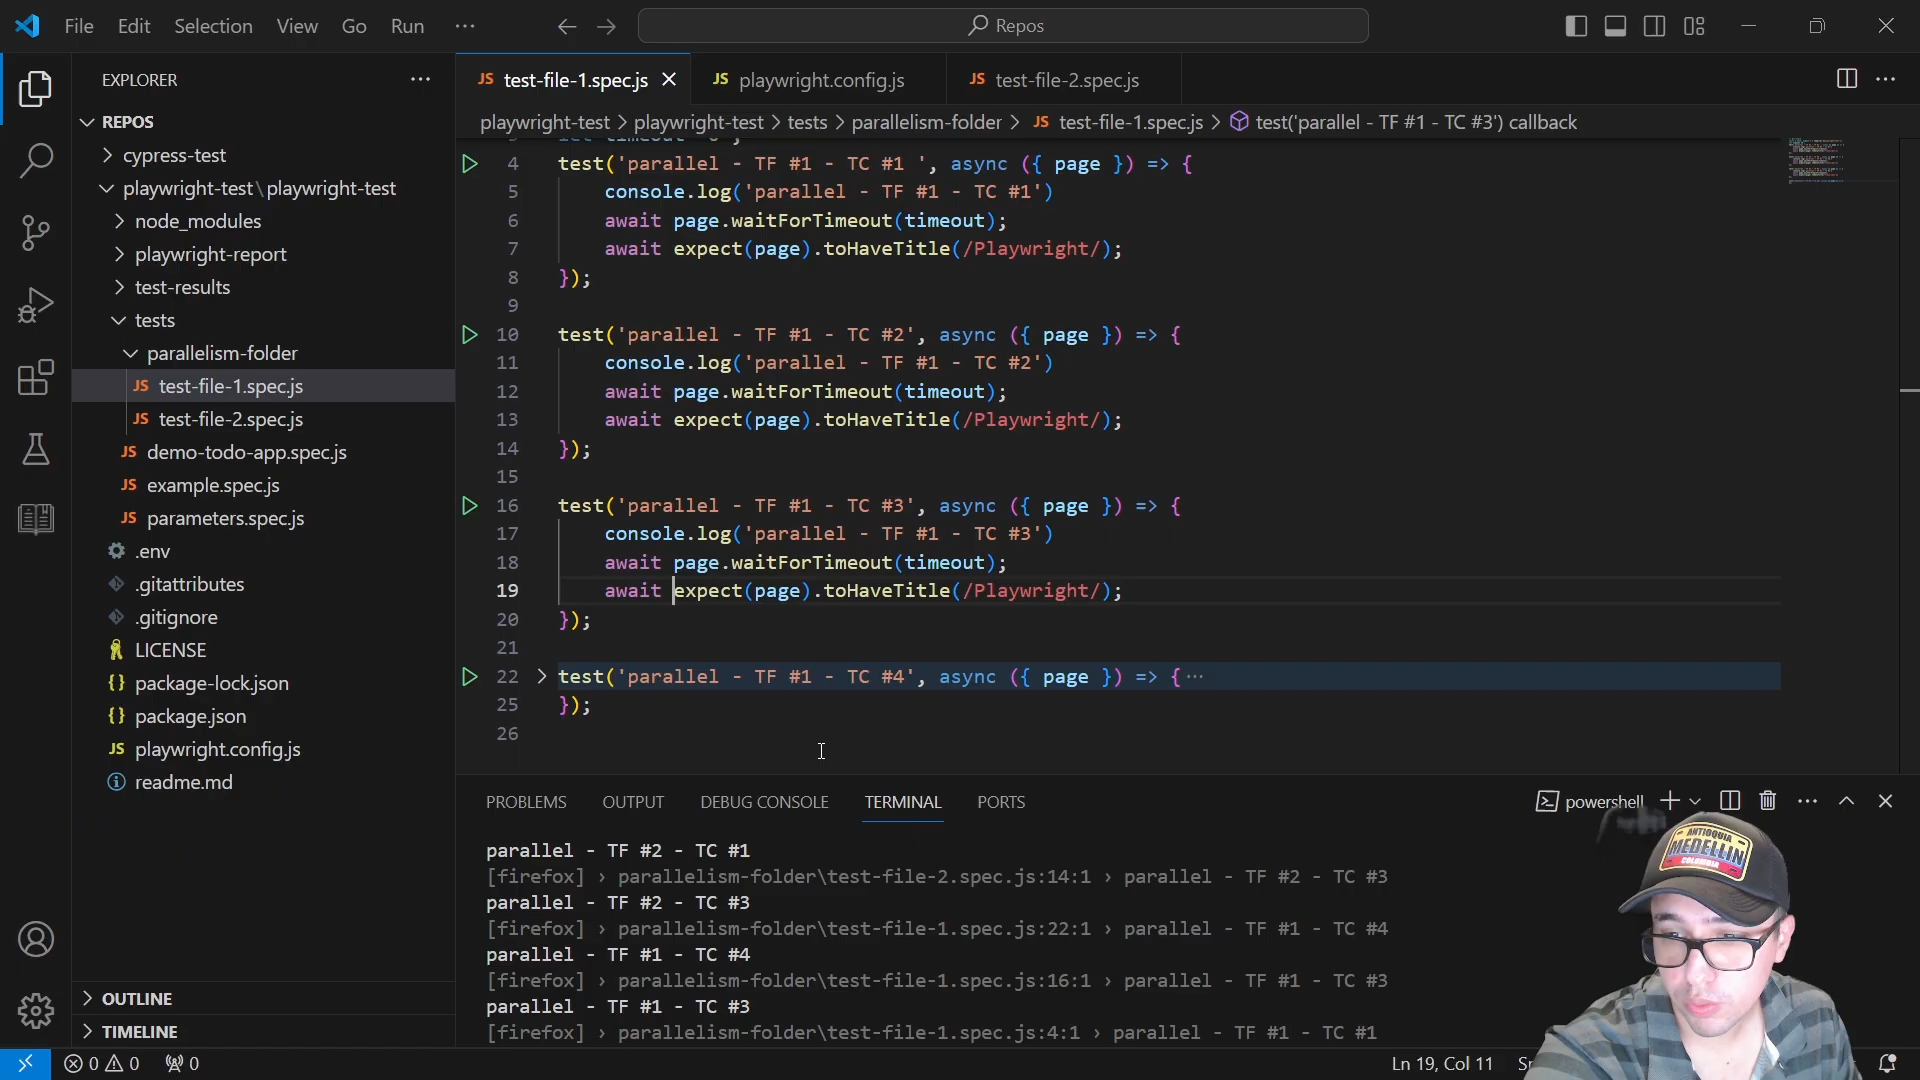 File Edit Selection View Go Run ··· Repos
EXPLORER ···
REPOS
cypress-test
playwright-test\playwright-test
node_modules
playwright-report
test-results
tests
parallelism-folder
JS test-file-1.spec.js
JS test-file-2.spec.js
JS demo-todo-app.spec.js
JS example.spec.js
JS parameters.spec.js
.env
.gitattributes
.gitignore
LICENSE
{} package-lock.json
{} package.json
JS playwright.config.js
readme.md
OUTLINE
TIMELINE
JS test-file-1.spec.js JS playwright.config.js JS test-file-2.spec.js
playwright-test > playwright-test > tests > parallelism-folder > JS test-file-1.spec.js > test('parallel - TF #1 - TC #3') callback
4 test('parallel - TF #1 - TC #1 ', async ({ page }) => {
5 console.log('parallel - TF #1 - TC #1')
6 await page.waitForTimeout(timeout);
7 await expect(page).toHaveTitle(/Playwright/);
8 });
9
10 test('parallel - TF #1 - TC #2', async ({ page }) => {
11 console.log('parallel - TF #1 - TC #2')
12 await page.waitForTimeout(timeout);
13 await expect(page).toHaveTitle(/Playwright/);
14 });
15
16 test('parallel - TF #1 - TC #3', async ({ page }) => {
17 console.log('parallel - TF #1 - TC #3')
18 await page.waitForTimeout(timeout);
19 await expect(page).toHaveTitle(/Playwright/);
20 });
21
22 test('parallel - TF #1 - TC #4', async ({ page }) => {···
25 });
26
PROBLEMS OUTPUT DEBUG CONSOLE TERMINAL PORTS powershell
parallel - TF #2 - TC #1
[firefox] › parallelism-folder\test-file-2.spec.js:14:1 › parallel - TF #2 - TC #3
parallel - TF #2 - TC #3
[firefox] › parallelism-folder\test-file-1.spec.js:22:1 › parallel - TF #1 - TC #4
parallel - TF #1 - TC #4
[firefox] › parallelism-folder\test-file-1.spec.js:16:1 › parallel - TF #1 - TC #3
parallel - TF #1 - TC #3
[firefox] › parallelism-folder\test-file-1.spec.js:4:1 › parallel - TF #1 - TC #1
ANTIOQUIA
MEDELLIN
COLOMBIA
0 0 0 Ln 19, Col 11